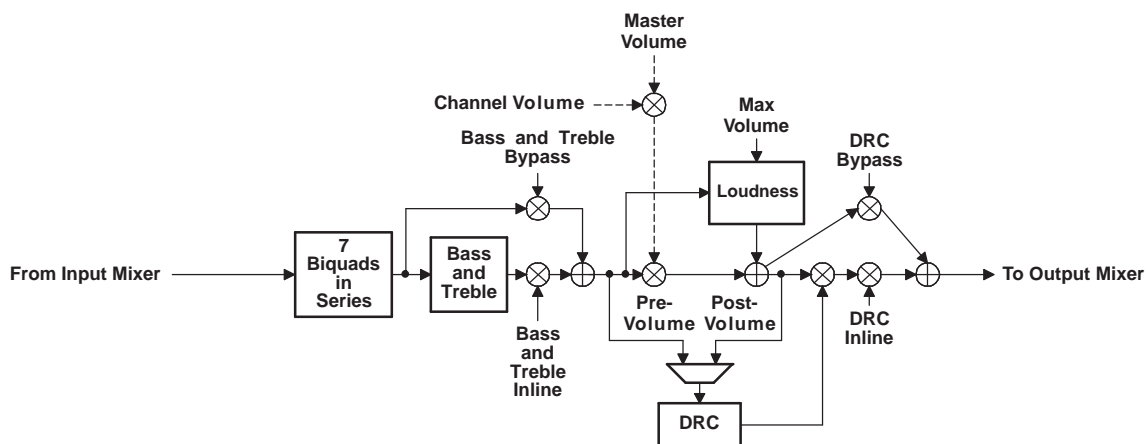 Master
Volume
Channel Volume
Max
Volume
Bass and Treble
Bypass
DRC
Bypass
Loudness
From Input Mixer
7
Biquads
in
Series
Bass
and
Treble
To Output Mixer
Bass
and
Treble
Inline
Pre-
Volume
Post-
Volume
DRC
Inline
DRC